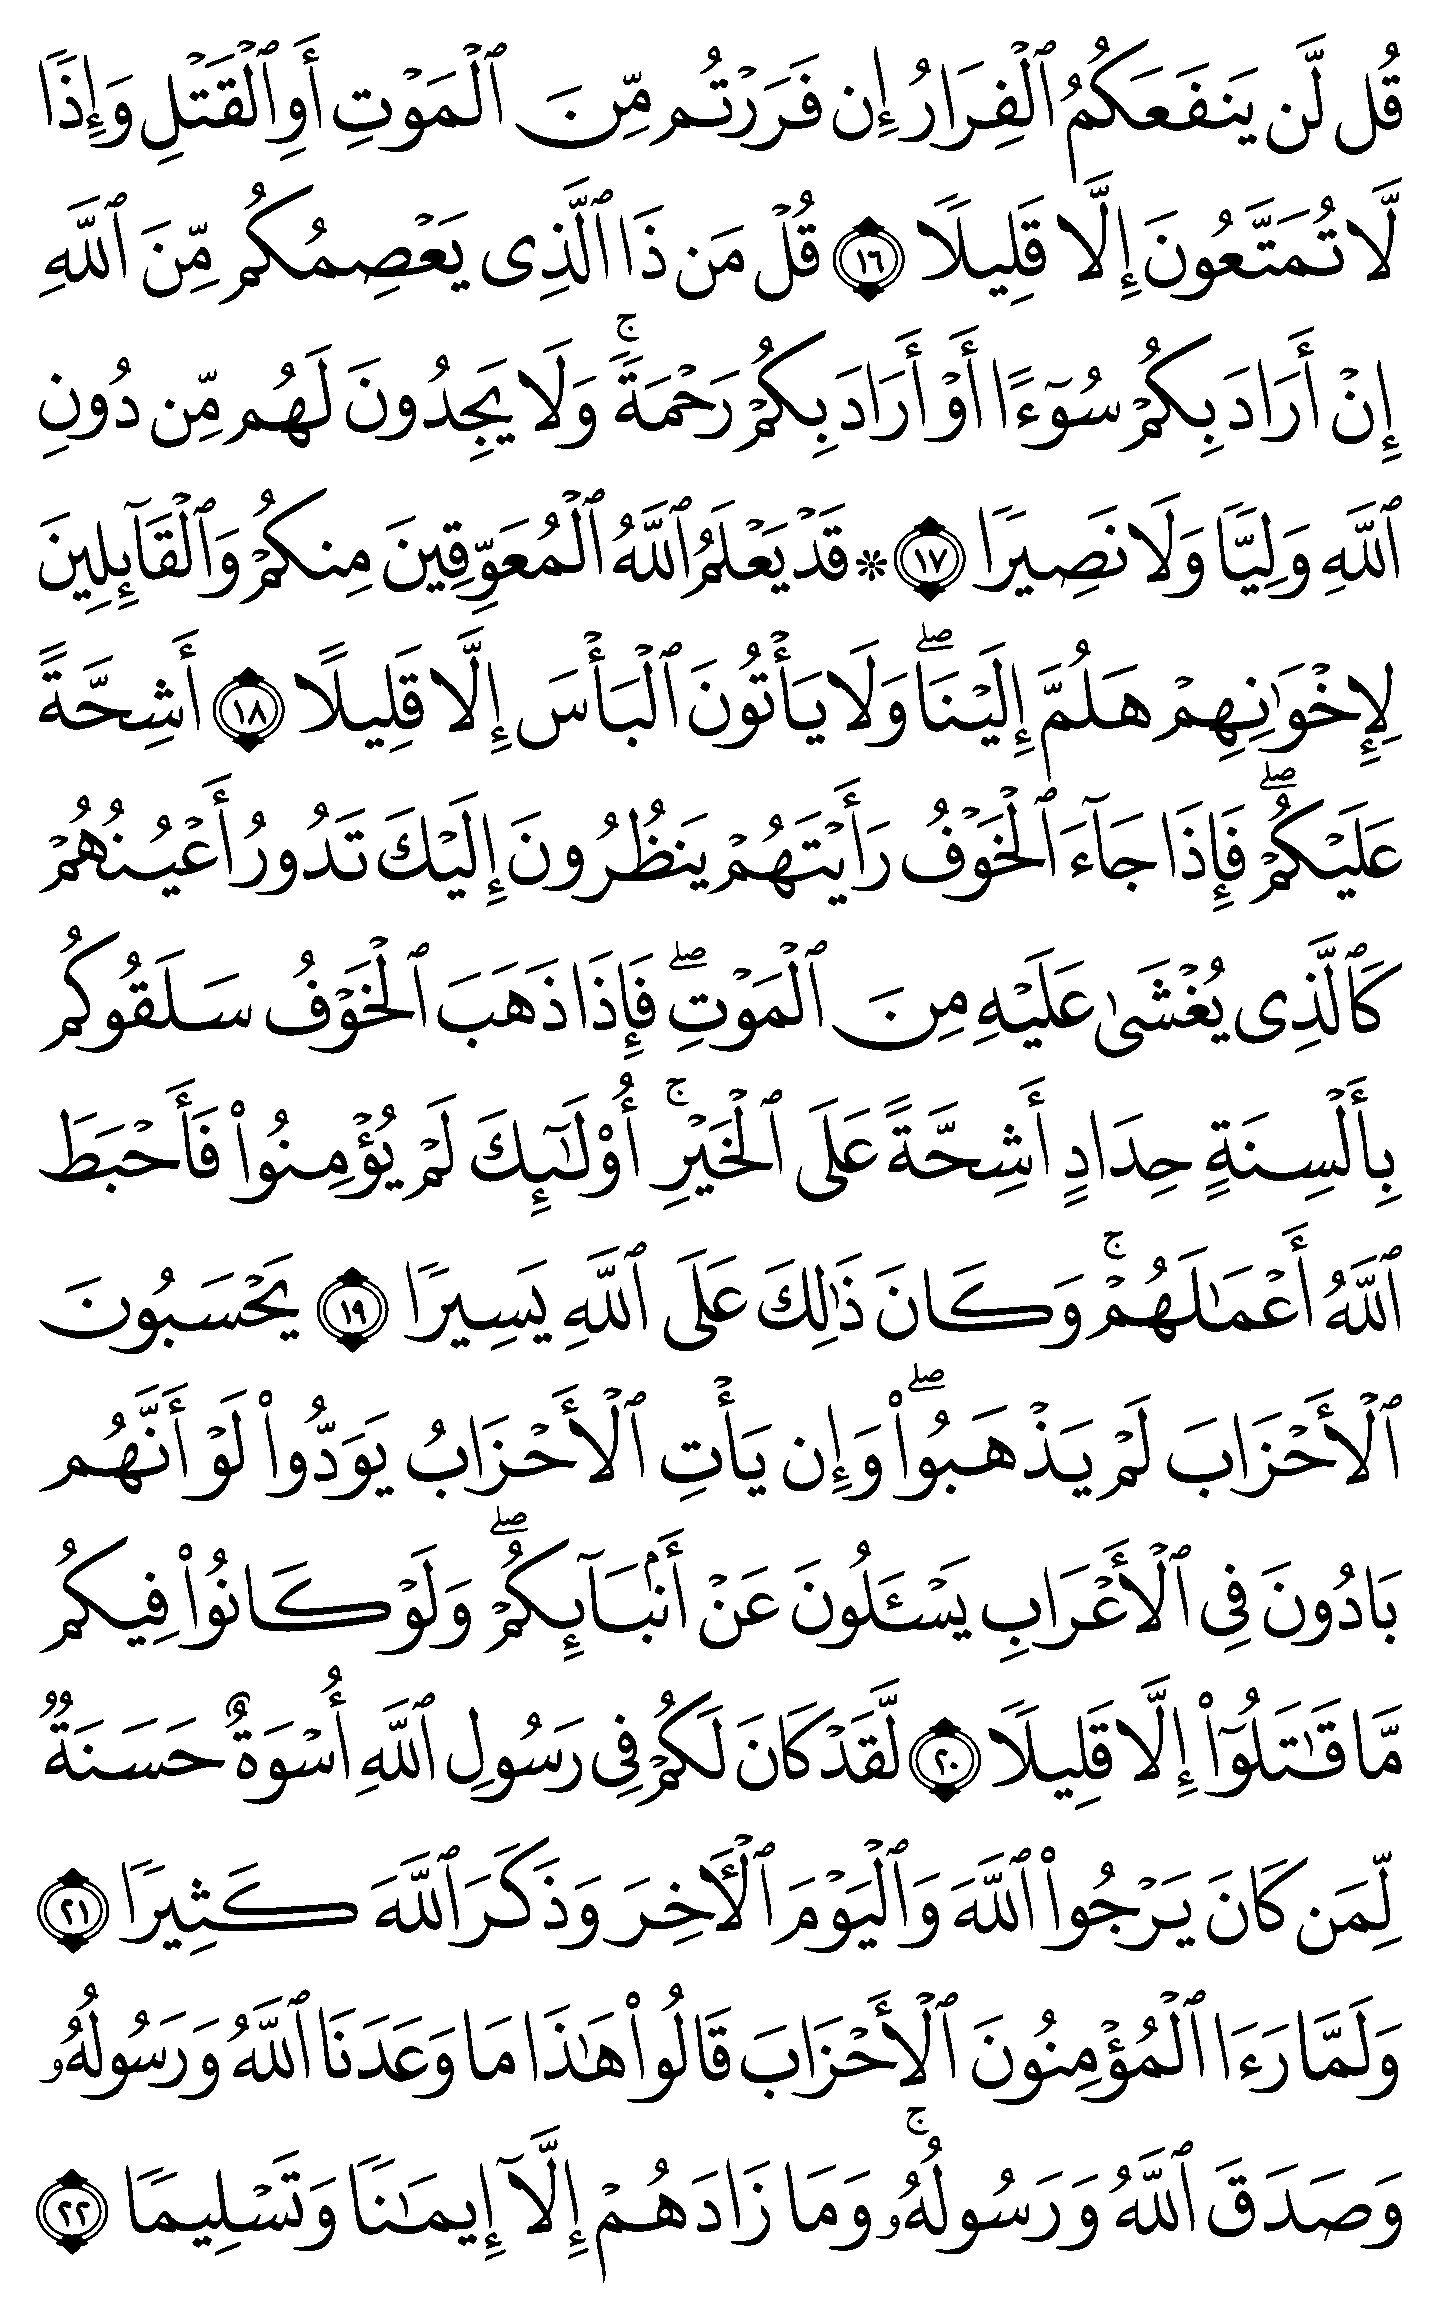 قُل لَّن يَنفَعَكُمُ ٱلْفِرَارُ إِن فَرَرْتُم مِّنَ ٱلْمَوْتِ أَوِ ٱلْقَتْلِ وَإِذًا
لَّا تُمَتَّعُونَ إِلَّا قَلِيلًا ١٦ قُلْ مَن ذَا ٱلَّذِى يَعْصِمُكُم مِّنَ ٱللَّهِ
إِنْ أَرَادَ بِكُمْ سُوٓءًا أَوْ أَرَادَ بِكُمْ رَحْمَةً ۚ وَلَا يَجِدُونَ لَهُم مِّن دُونِ
ٱللَّهِ وَلِيًّا وَلَا نَصِيرًا ١٧ ۞ قَدْ يَعْلَمُ ٱللَّهُ ٱلْمُعَوِّقِينَ مِنكُمْ وَٱلْقَآئِلِينَ
لِإِخْوَٰنِهِمْ هَلُمَّ إِلَيْنَا ۖ وَلَا يَأْتُونَ ٱلْبَأْسَ إِلَّا قَلِيلًا ١٨ أَشِحَّةً
عَلَيْكُمْ ۖ فَإِذَا جَآءَ ٱلْخَوْفُ رَأَيْتَهُمْ يَنظُرُونَ إِلَيْكَ تَدُورُ أَعْيُنُهُمْ
كَٱلَّذِى يُغْشَىٰ عَلَيْهِ مِنَ ٱلْمَوْتِ ۖ فَإِذَا ذَهَبَ ٱلْخَوْفُ سَلَقُوكُم
بِأَلْسِنَةٍ حِدَادٍ أَشِحَّةً عَلَى ٱلْخَيْرِ ۚ أُو۟لَـٰٓئِكَ لَمْ يُؤْمِنُوا۟ فَأَحْبَطَ
ٱللَّهُ أَعْمَـٰلَهُمْ ۚ وَكَانَ ذَٰلِكَ عَلَى ٱللَّهِ يَسِيرًا ١٩ يَحْسَبُونَ
ٱلْأَحْزَابَ لَمْ يَذْهَبُوا۟ ۖ وَإِن يَأْتِ ٱلْأَحْزَابُ يَوَدُّوا۟ لَوْ أَنَّهُم
بَادُونَ فِى ٱلْأَعْرَابِ يَسْـَٔلُونَ عَنْ أَنۢبَآئِكُمْ ۖ وَلَوْ كَانُوا۟ فِيكُم
مَّا قَـٰتَلُوٓا۟ إِلَّا قَلِيلًا ٢٠ لَّقَدْ كَانَ لَكُمْ فِى رَسُولِ ٱللَّهِ أُسْوَةٌ حَسَنَةٌ
لِّمَن كَانَ يَرْجُوا۟ ٱللَّهَ وَٱلْيَوْمَ ٱلْـَٔاخِرَ وَذَكَرَ ٱللَّهَ كَثِيرًا ٢١
وَلَمَّا رَءَا ٱلْمُؤْمِنُونَ ٱلْأَحْزَابَ قَالُوا۟ هَـٰذَا مَا وَعَدَنَا ٱللَّهُ وَرَسُولُهُۥ
وَصَدَقَ ٱللَّهُ وَرَسُولُهُۥ ۚ وَمَا زَادَهُمْ إِلَّآ إِيمَـٰنًا وَتَسْلِيمًا ٢٢